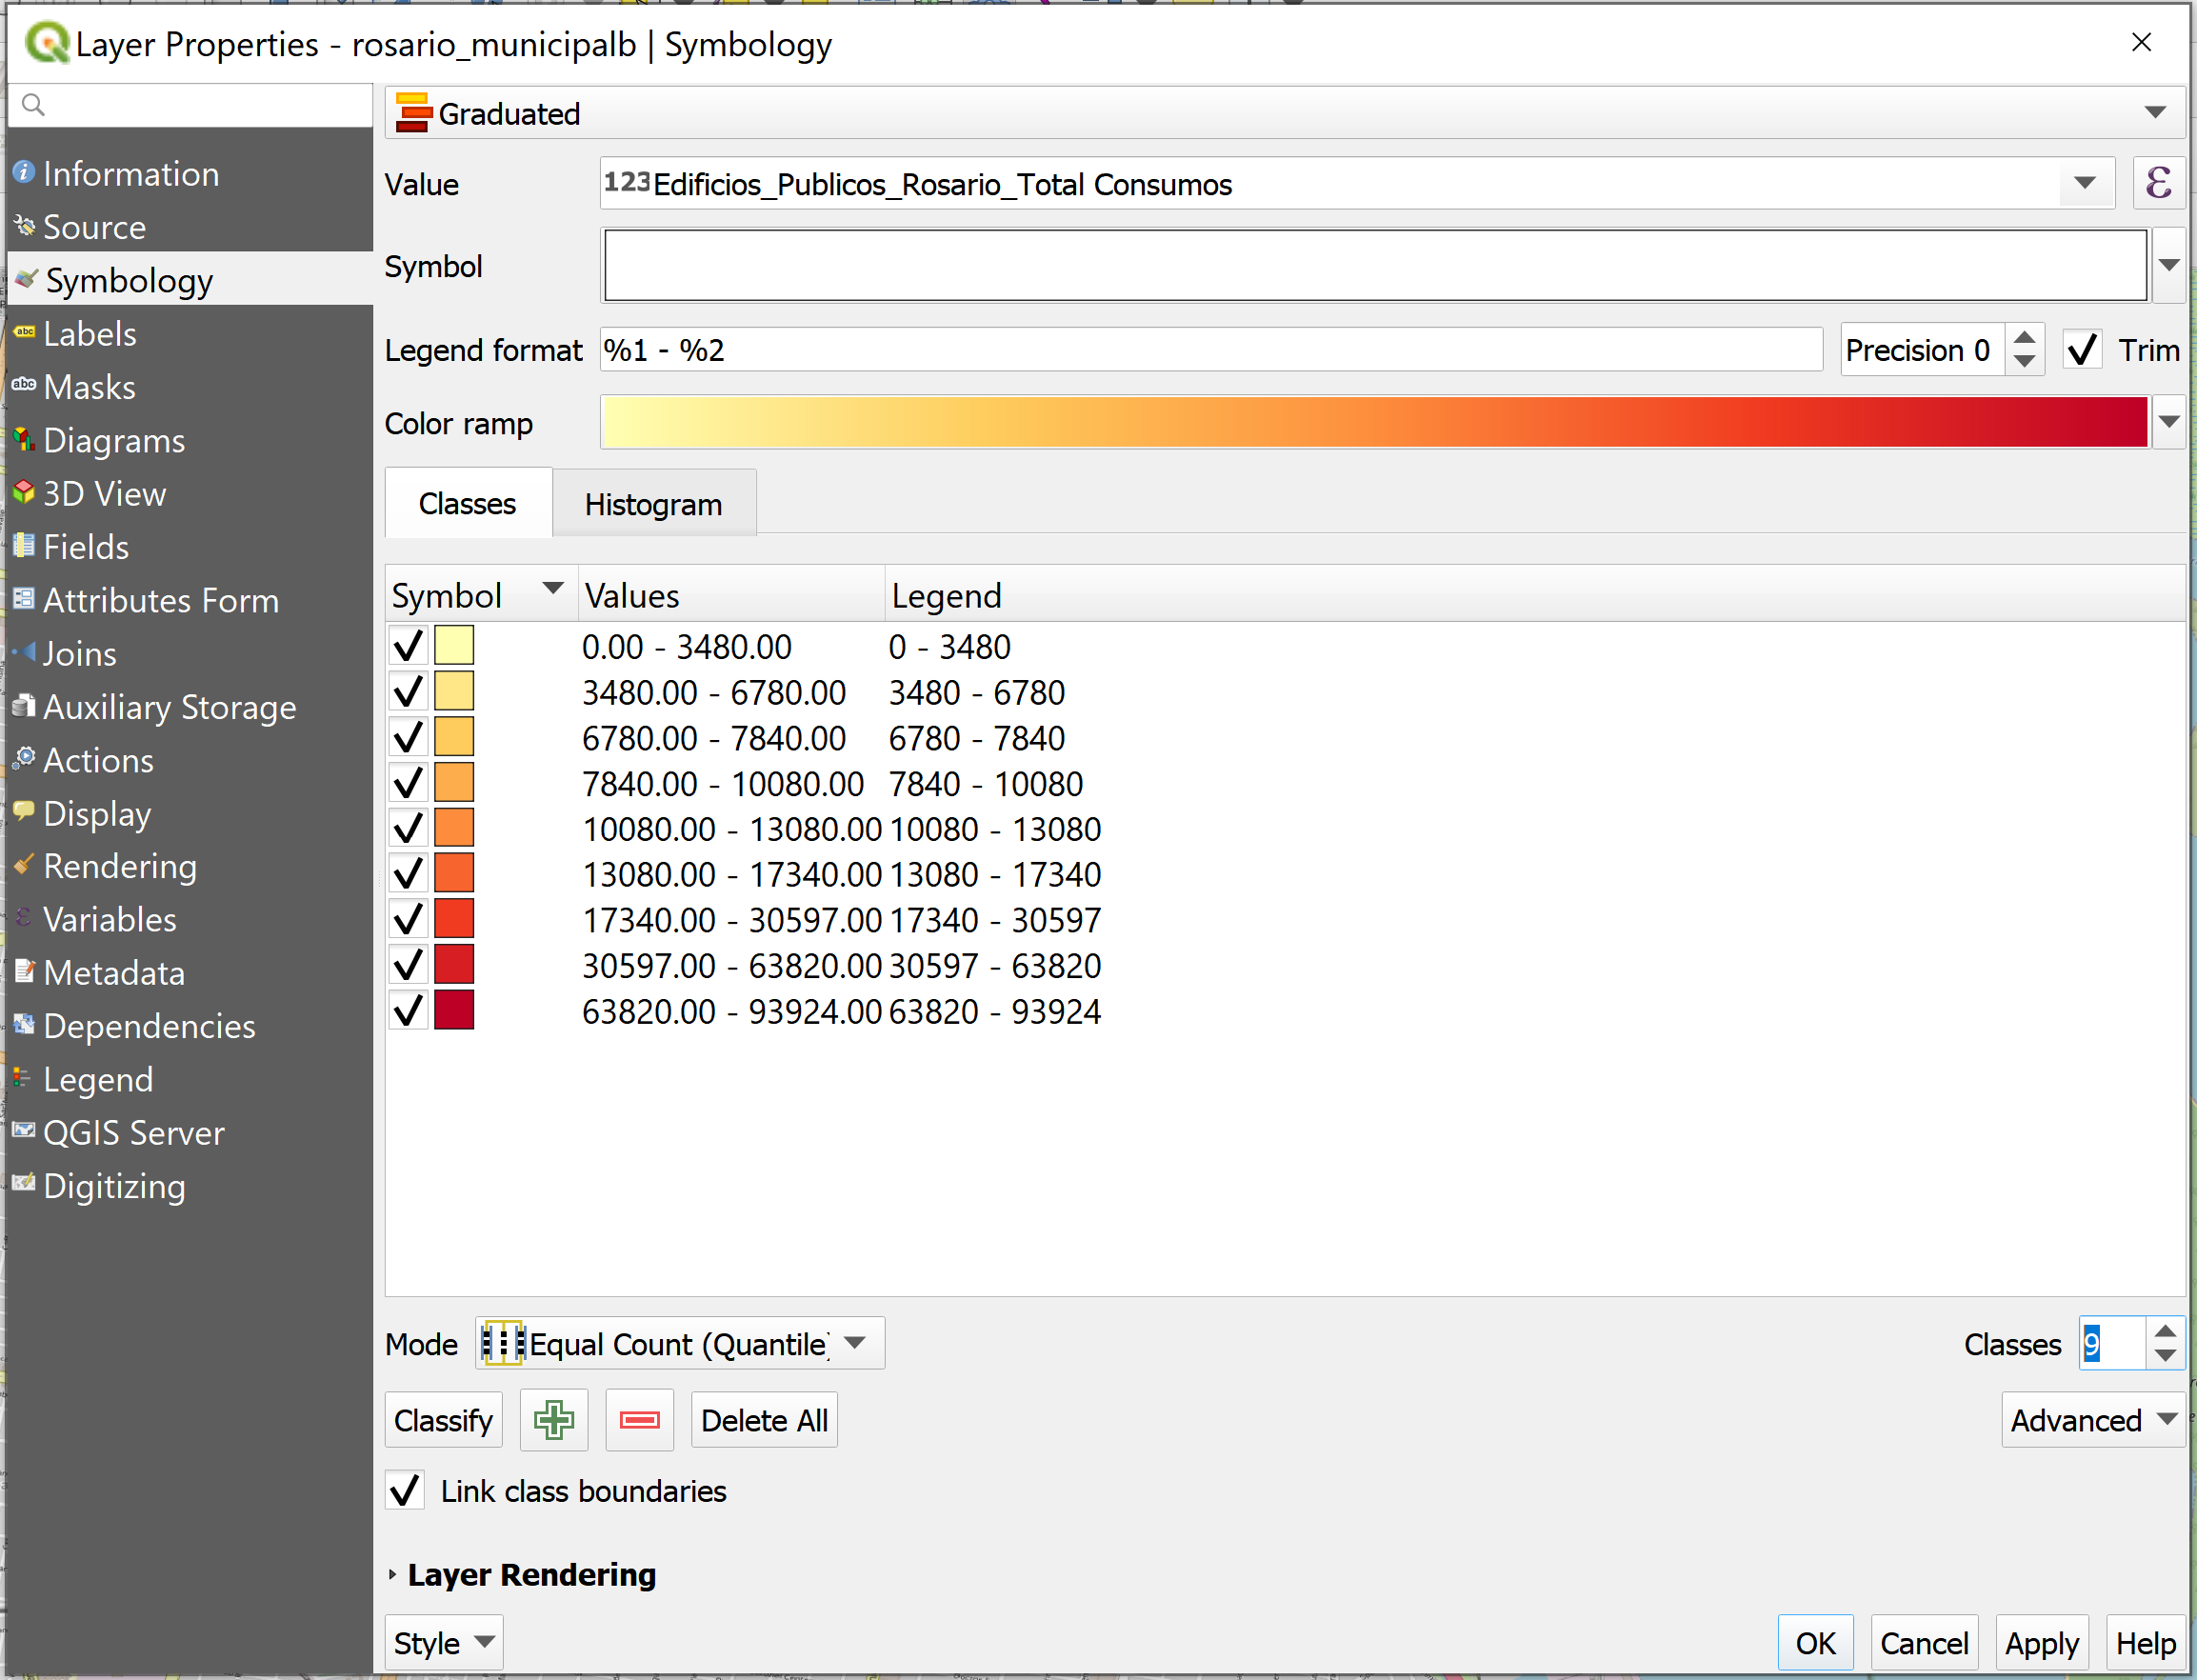 Layer Properties - rosario_municipalb | Symbology
Information
Source
Symbology
Labels
Masks
Diagrams
3D View
Fields
Attributes Form
Joins
Auxiliary Storage
Actions
Display
Rendering
Variables
Metadata
Dependencies
Legend
QGIS Server
Digitizing
Graduated
Value 123 Edificios_Publicos_Rosario_Total Consumos ε
Symbol
Legend format %1 - %2 Precision 0 Trim
Color ramp
Classes Histogram
Symbol Values Legend
0.00 - 3480.00 0 - 3480
3480.00 - 6780.00 3480 - 6780
6780.00 - 7840.00 6780 - 7840
7840.00 - 10080.00 7840 - 10080
10080.00 - 13080.00 10080 - 13080
13080.00 - 17340.00 13080 - 17340
17340.00 - 30597.00 17340 - 30597
30597.00 - 63820.00 30597 - 63820
63820.00 - 93924.00 63820 - 93924
Mode Equal Count (Quantile) Classes 9
Classify Delete All Advanced
Link class boundaries
Layer Rendering
Style OK Cancel Apply Help